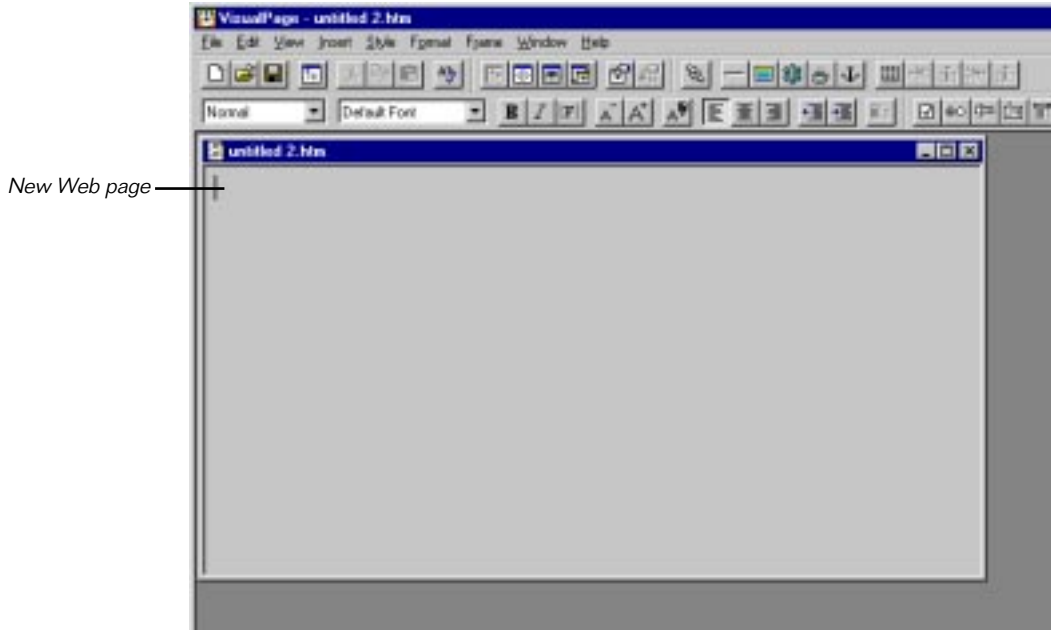 VisualPage - untitled 2.htm
File Edit View Insert Style Format Frame Window Help
Normal Default Font B I
untitled 2.htm
New Web page